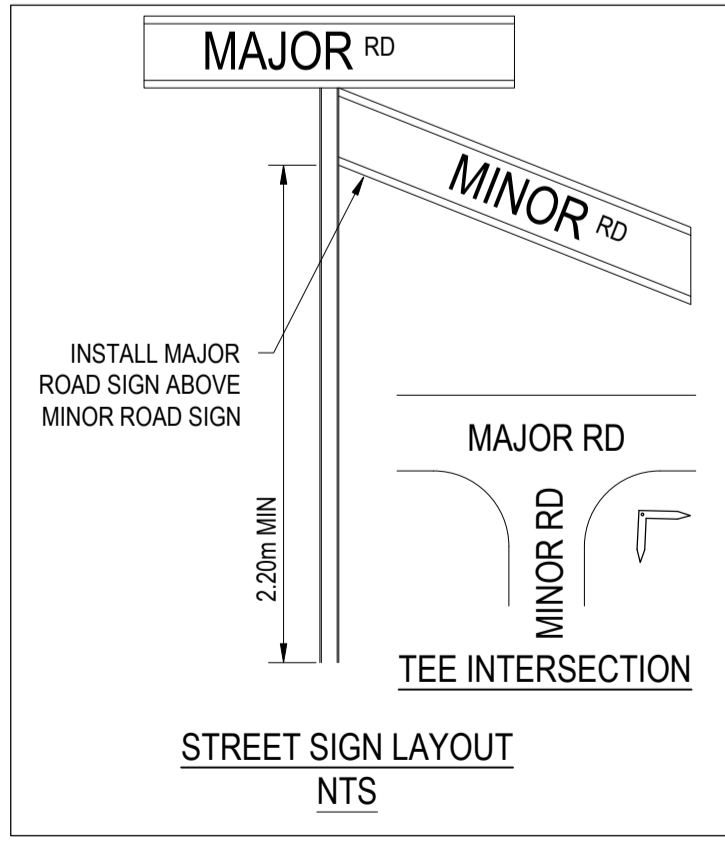 MAJOR RD
MINOR RD
INSTALL MAJOR
ROAD SIGN ABOVE
MINOR ROAD SIGN
2.20m MIN
MAJOR RD
MINOR RD
TEE INTERSECTION
STREET SIGN LAYOUT
NTS